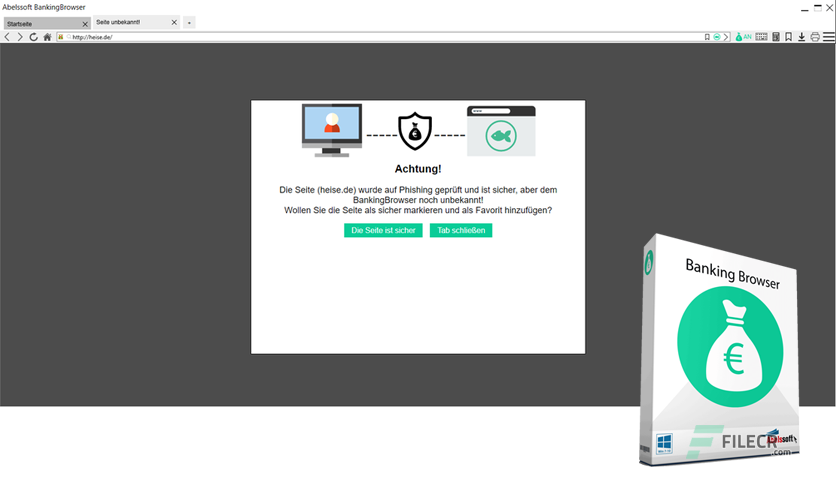 Abelssoft BankingBrowser
Startseite
Seite unbekannt!
http://heise.de/
AN
Achtung!
Die Seite (heise.de) wurde auf Phishing geprüft und ist sicher, aber dem
BankingBrowser noch unbekannt!
Wollen Sie die Seite als sicher markieren und als Favorit hinzufügen?
Die Seite ist sicher
Tab schließen
Banking Browser
€
FILECR
.com